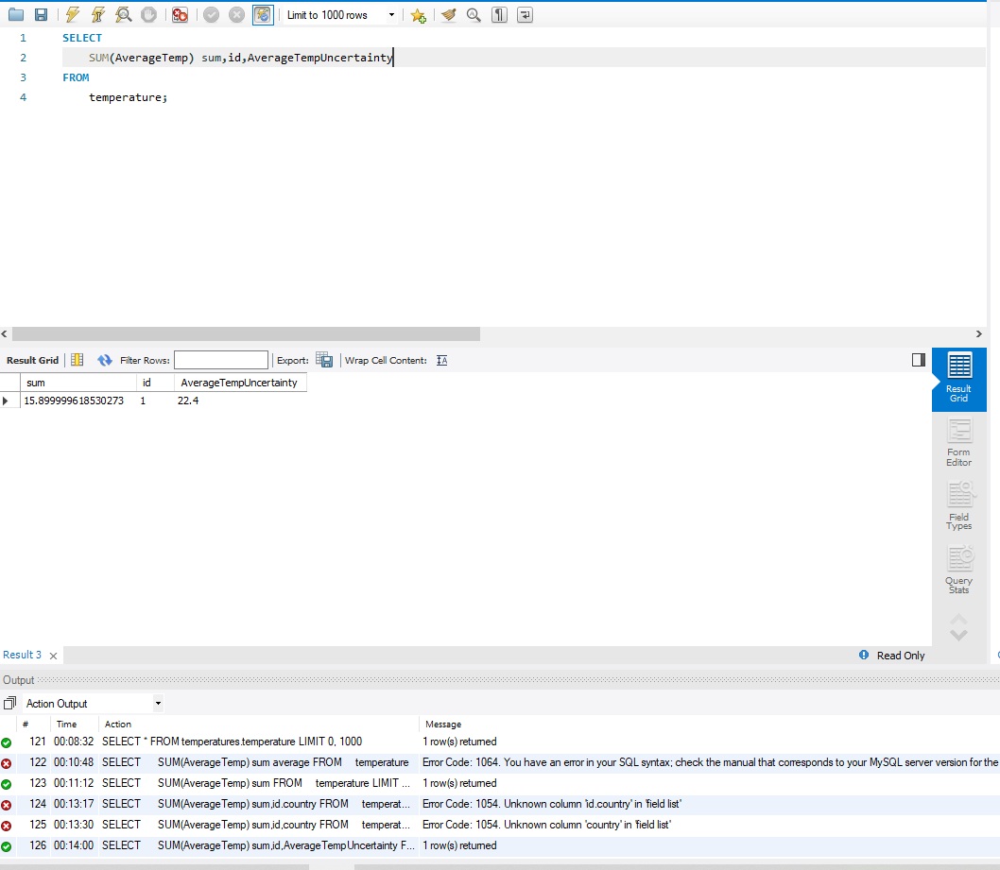 Limit to 1000 rows
1 SELECT
2 SUM(AverageTemp) sum,id,AverageTempUncertainty
3 FROM
4 temperature;
Result Grid Filter Rows: Export: Wrap Cell Content:
sum id AverageTempUncertainty
15.899999618530273 1 22.4
Result Grid
Form Editor
Field Types
Query Stats
Result 3 Read Only
Output
Action Output
# Time Action Message
121 00:08:32 SELECT * FROM temperatures.temperature LIMIT 0, 1000 1 row(s) returned
122 00:10:48 SELECT SUM(AverageTemp) sum average FROM temperature Error Code: 1064. You have an error in your SQL syntax; check the manual that corresponds to your MySQL server version for the
123 00:11:12 SELECT SUM(AverageTemp) sum FROM temperature LIMIT ... 1 row(s) returned
124 00:13:17 SELECT SUM(AverageTemp) sum,id.country FROM temperat... Error Code: 1054. Unknown column 'id.country' in 'field list'
125 00:13:30 SELECT SUM(AverageTemp) sum,id,country FROM temperat... Error Code: 1054. Unknown column 'country' in 'field list'
126 00:14:00 SELECT SUM(AverageTemp) sum,id,AverageTempUncertainty F... 1 row(s) returned